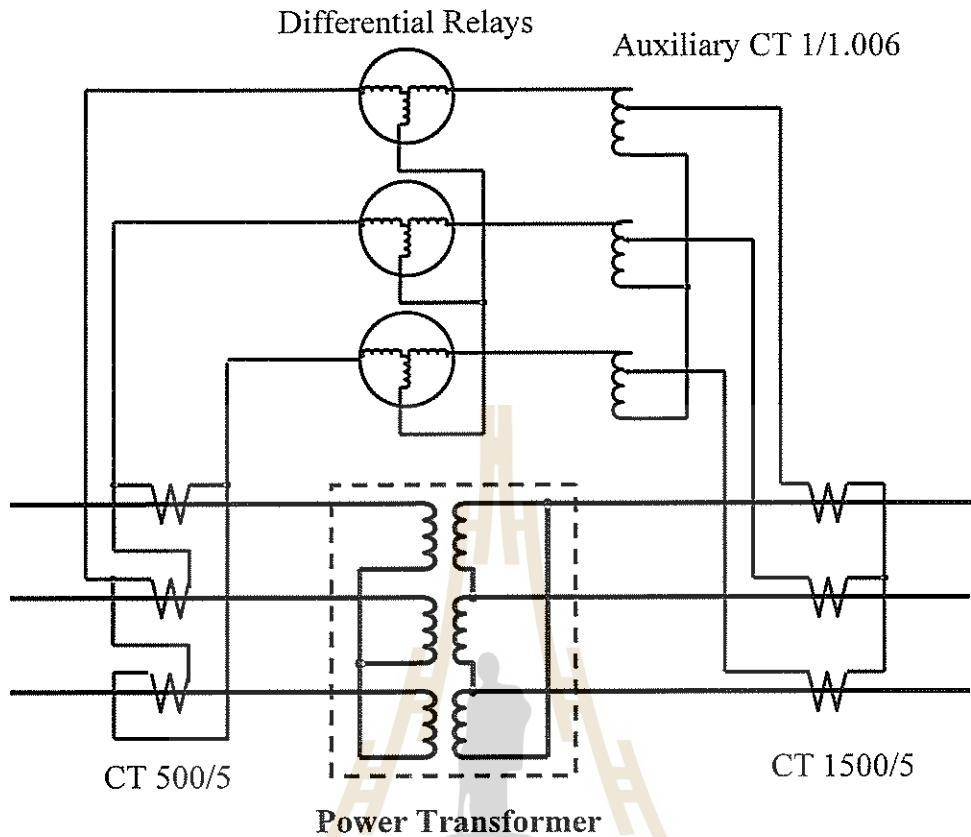 Differential Relays
Auxiliary CT 1/1.006
CT 500/5
CT 1500/5
Power Transformer